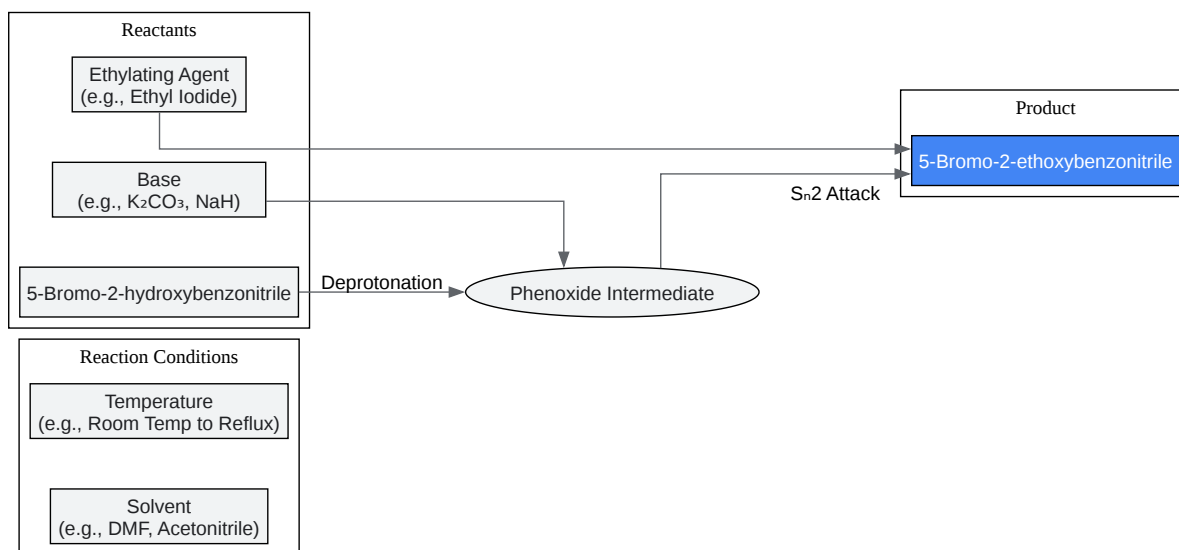 Reactants
Ethylating Agent
(e.g., Ethyl Iodide)
Base
(e.g., K₂CO₃, NaH)
5-Bromo-2-hydroxybenzonitrile
Deprotonation
Phenoxide Intermediate
Sₙ2 Attack
Product
5-Bromo-2-ethoxybenzonitrile
Reaction Conditions
Temperature
(e.g., Room Temp to Reflux)
Solvent
(e.g., DMF, Acetonitrile)